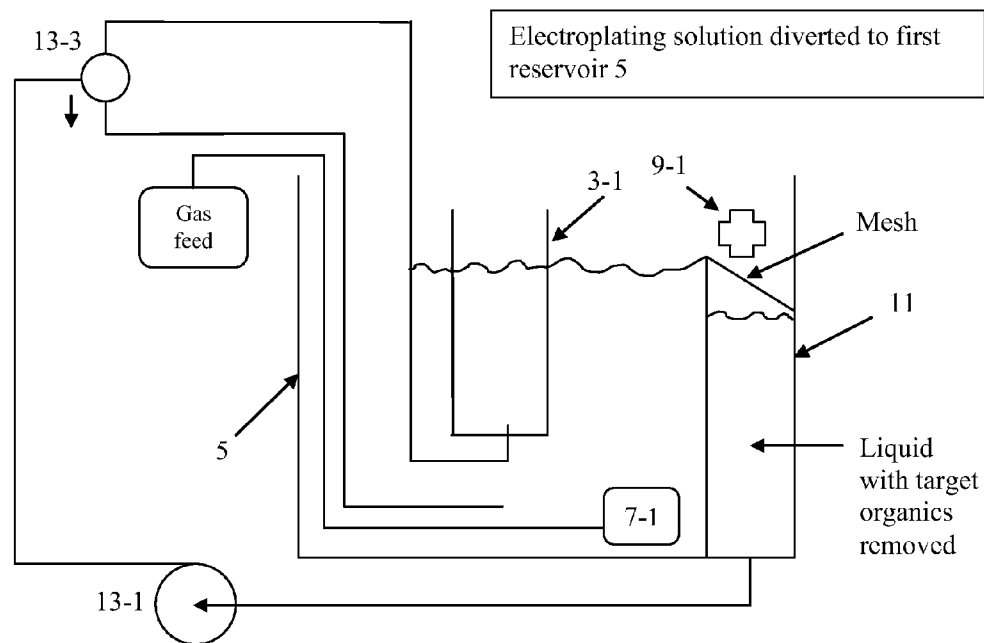 13-3
Electroplating solution diverted to first
reservoir 5
9-1
3-1
Gas
feed
Mesh
11
5
Liquid
with target
organics
removed
7-1
13-1